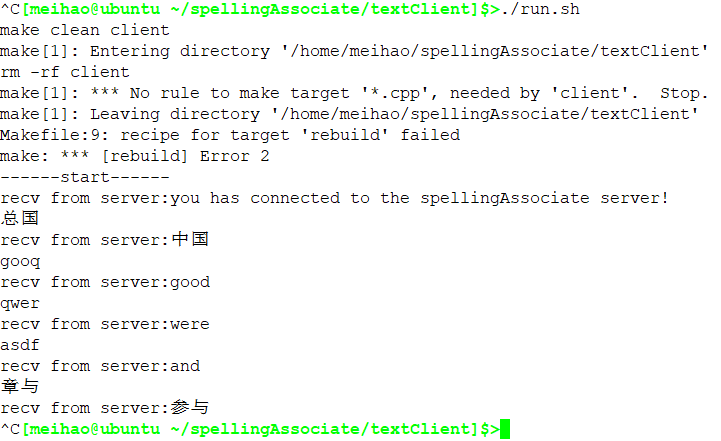 ^C[meihao@ubuntu ~/spellingAssociate/textClient]$>./run.sh
make clean client
make[1]: Entering directory '/home/meihao/spellingAssociate/textClient'
rm -rf client
make[1]: *** No rule to make target '*.cpp', needed by 'client'.  Stop.
make[1]: Leaving directory '/home/meihao/spellingAssociate/textClient'
Makefile:9: recipe for target 'rebuild' failed
make: *** [rebuild] Error 2
------start------
recv from server:you has connected to the spellingAssociate server!
总国
recv from server:中国
gooq
recv from server:good
qwer
recv from server:were
asdf
recv from server:and
章与
recv from server:参与
^C[meihao@ubuntu ~/spellingAssociate/textClient]$>